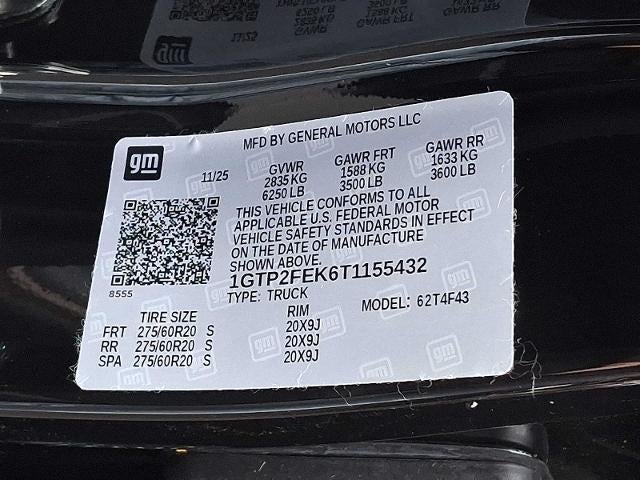 MFD BY GENERAL MOTORS LLC
gm
11/25 GVWR GAWR FRT GAWR RR
2835 KG 1588 KG 1633 KG
6250 LB 3500 LB 3600 LB
THIS VEHICLE CONFORMS TO ALL
APPLICABLE U.S. FEDERAL MOTOR
VEHICLE SAFETY STANDARDS IN EFFECT
ON THE DATE OF MANUFACTURE
SHOWN ABOVE.
1GTP2FEK6T1155432
8555
TYPE: TRUCK MODEL: 62T4F43
TIRE SIZE RIM
FRT 275/60R20 S 20X9J
RR 275/60R20 S 20X9J
SPA 275/60R20 S 20X9J